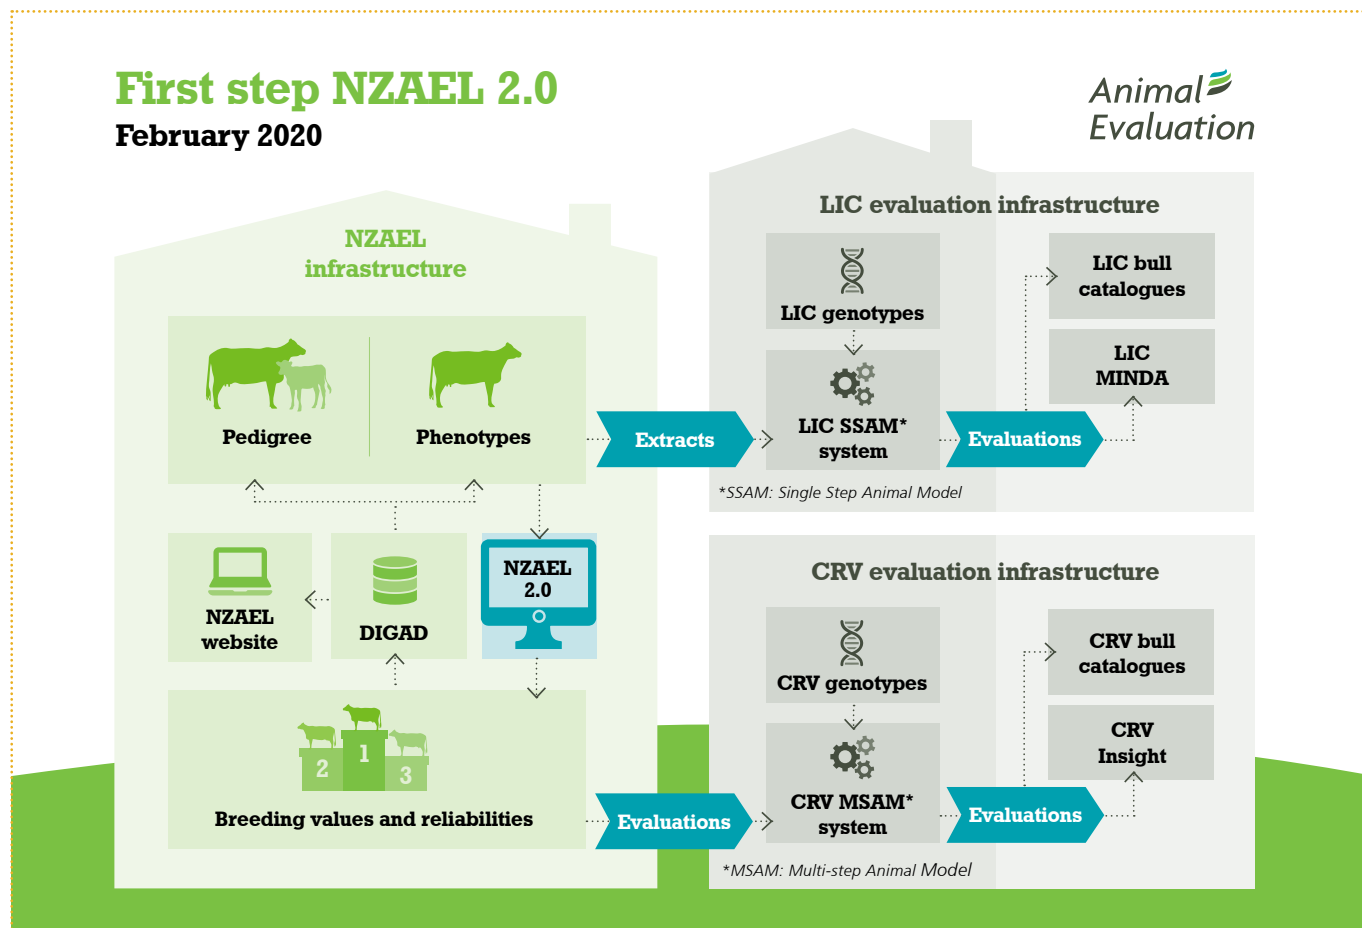 First step NZAEL 2.0
February 2020
Animal
Evaluation
NZAEL
infrastructure
Pedigree
Phenotypes
Extracts
NZAEL
website
DIGAD
NZAEL
2.0
2
1
3
Breeding values and reliabilities
Evaluations
LIC evaluation infrastructure
LIC genotypes
LIC SSAM*
system
Evaluations
LIC bull
catalogues
LIC
MINDA
*SSAM: Single Step Animal Model
CRV evaluation infrastructure
CRV genotypes
CRV MSAM*
system
Evaluations
CRV bull
catalogues
CRV
Insight
*MSAM: Multi-step Animal Model